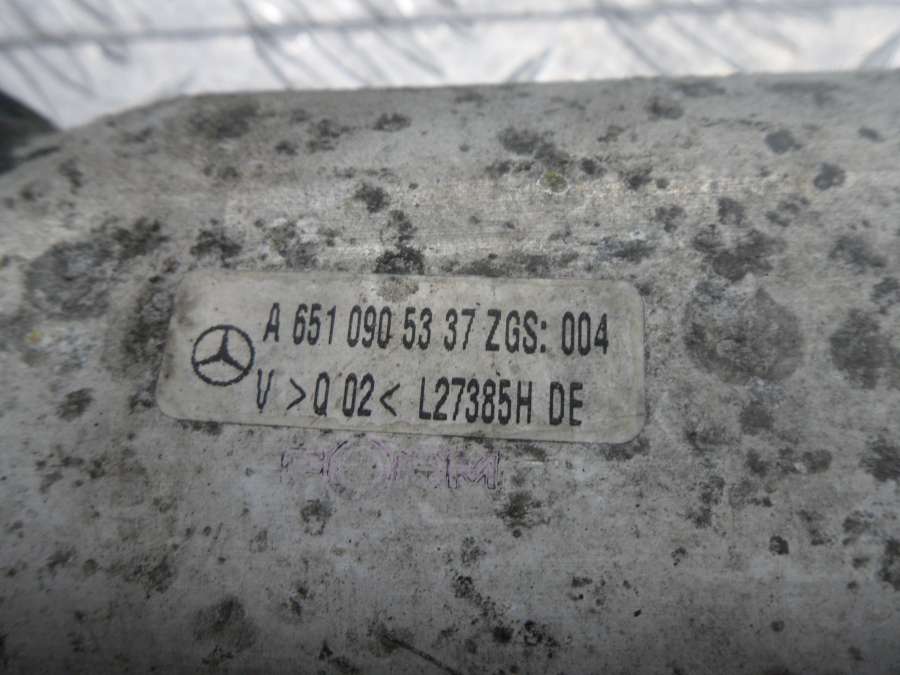 A 651 090 53 37 ZGS: 004
V >Q 02< L27385H DE